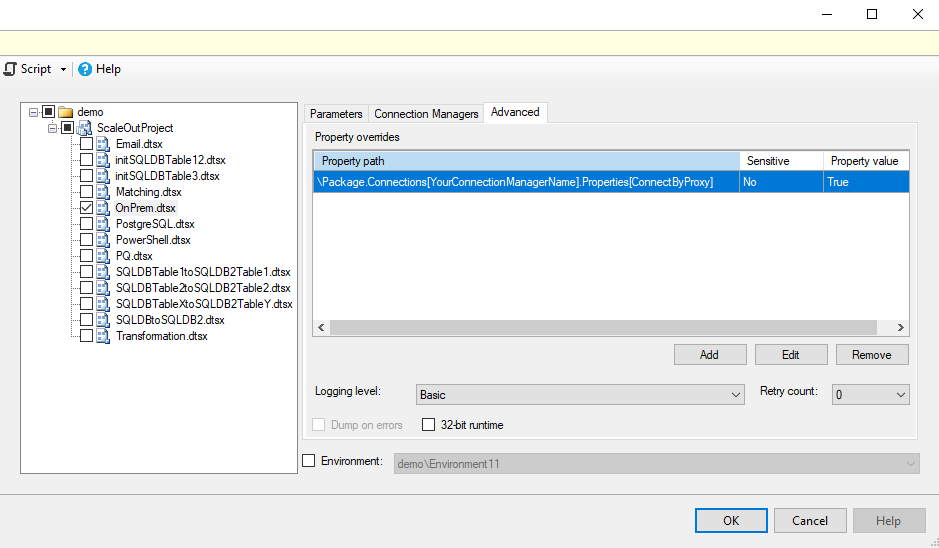 Script Help
demo
ScaleOutProject
Email.dtsx
initSQLDBTable12.dtsx
initSQLDBTable3.dtsx
Matching.dtsx
OnPrem.dtsx
PostgreSQL.dtsx
PowerShell.dtsx
PQ.dtsx
SQLDBTable1toSQLDB2Table1.dtsx
SQLDBTable2toSQLDB2Table2.dtsx
SQLDBTableXtoSQLDB2TableY.dtsx
SQLDBtoSQLDB2.dtsx
Transformation.dtsx
Parameters Connection Managers Advanced
Property overrides
Property path Sensitive Property value
\Package.Connections[YourConnectionManagerName].Properties[ConnectByProxy] No True
Add Edit Remove
Logging level: Basic Retry count: 0
Dump on errors 32-bit runtime
Environment: demo\Environment11
OK Cancel Help